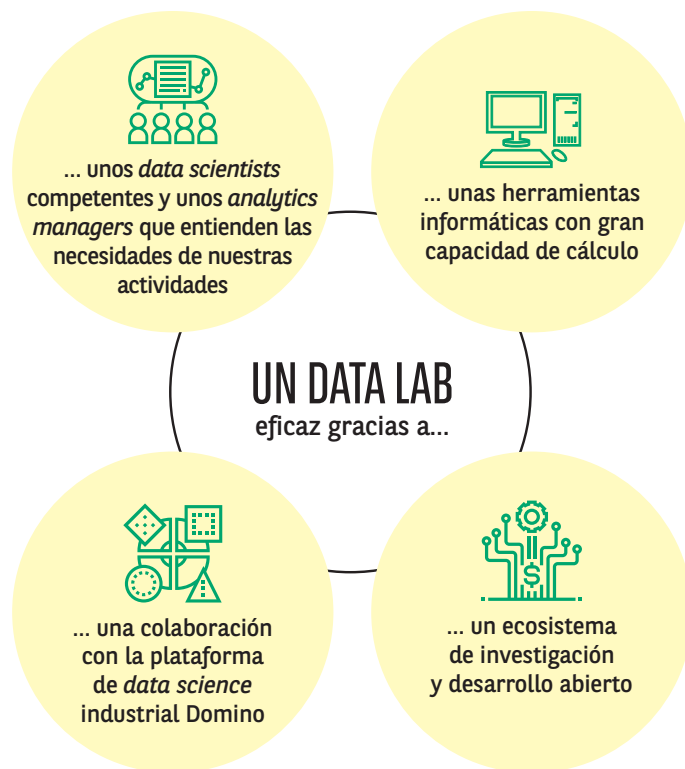 ... unos data scientists
competentes y unos analytics
managers que entienden las
necesidades de nuestras
actividades
... unas herramientas
informáticas con gran
capacidad de cálculo
UN DATA LAB
eficaz gracias a...
... una colaboración
con la plataforma
de data science
industrial Domino
$
... un ecosistema
de investigación
y desarrollo abierto